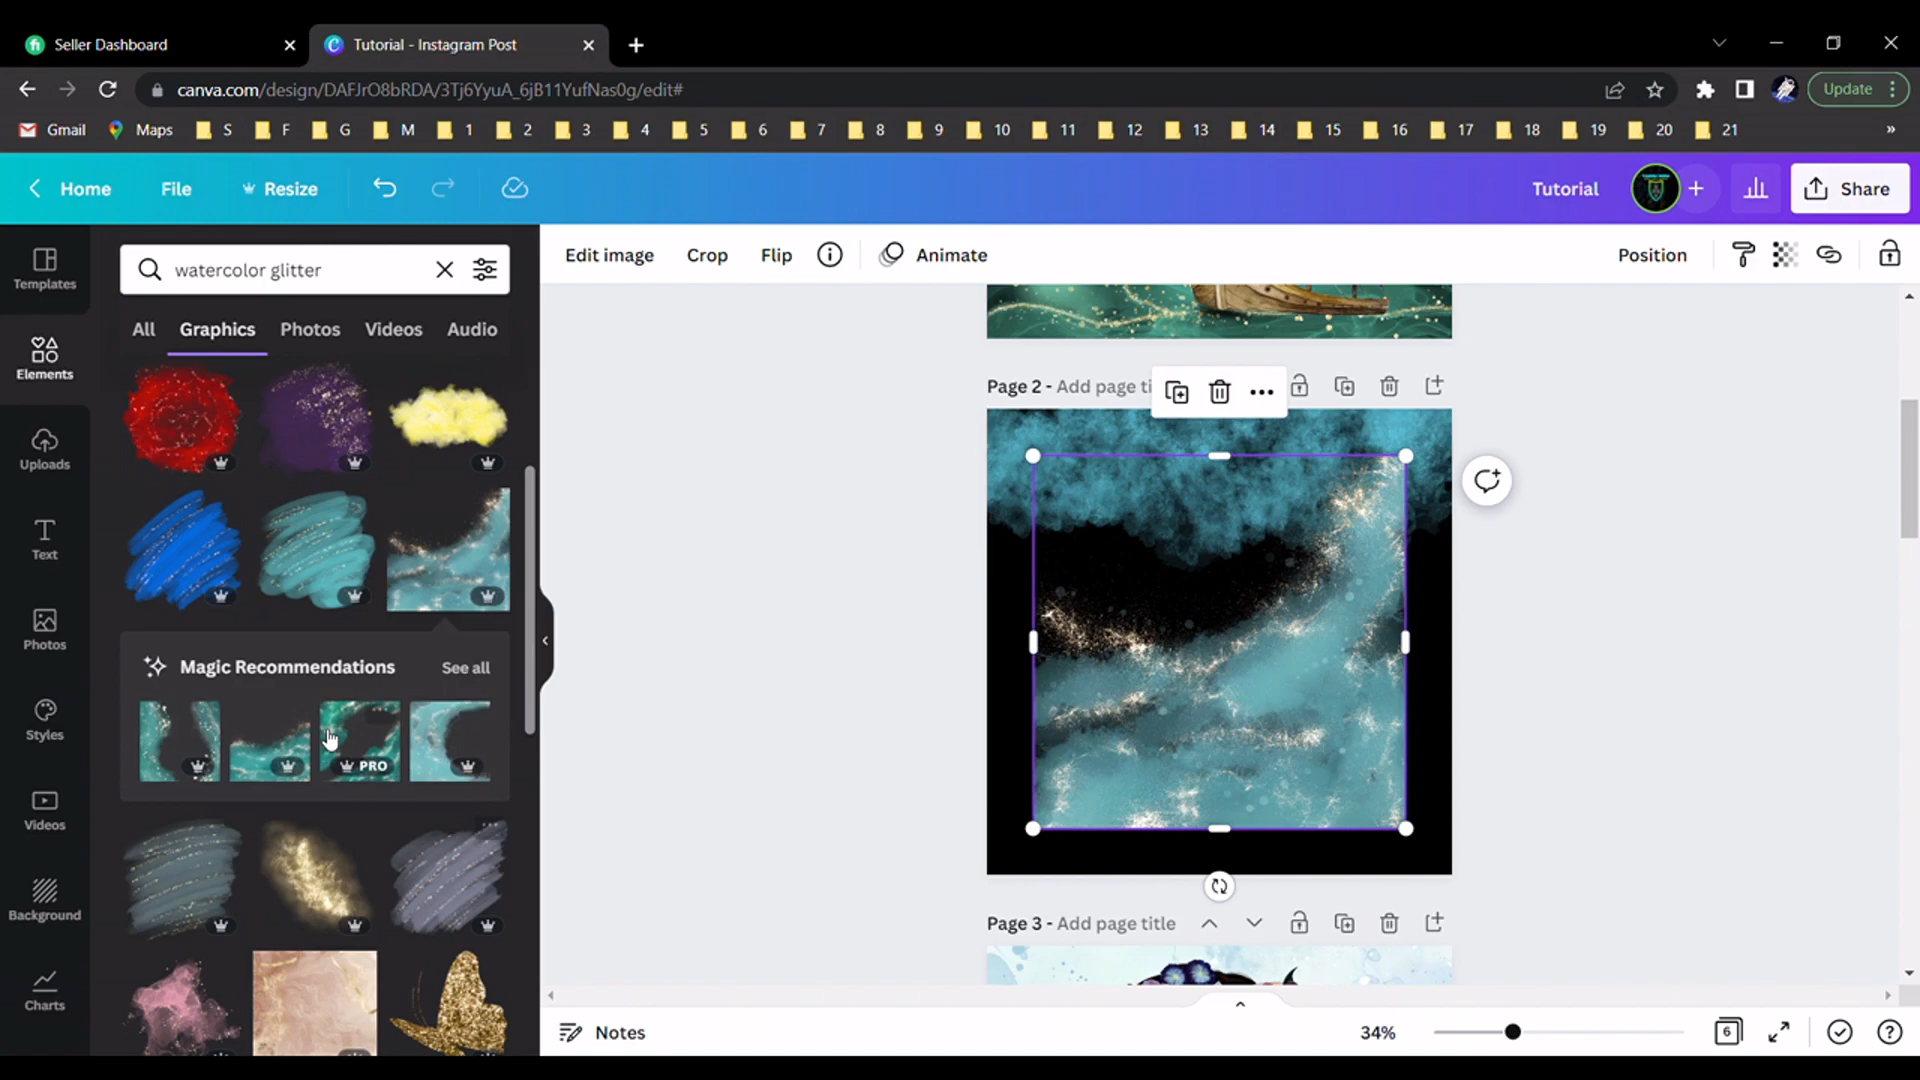 Seller Dashboard
Tutorial - Instagram Post
canva.com/design/DAFJrO8bRDA/3Tj6YyuA_6jB11YufNas0g/edit#
Update
Gmail Maps S F G M 1 2 3 4 5 6 7 8 9 10 11 12 13 14 15 16 17 18 19 20 21 »
Home File Resize Tutorial Share
Templates
Elements
Uploads
Text
Photos
Styles
Videos
Background
Charts
watercolor glitter
All Graphics Photos Videos Audio
Magic Recommendations See all
PRO
Edit image Crop Flip Animate Position
Page 2 - Add page ti
Page 3 - Add page title
Notes 34% 6